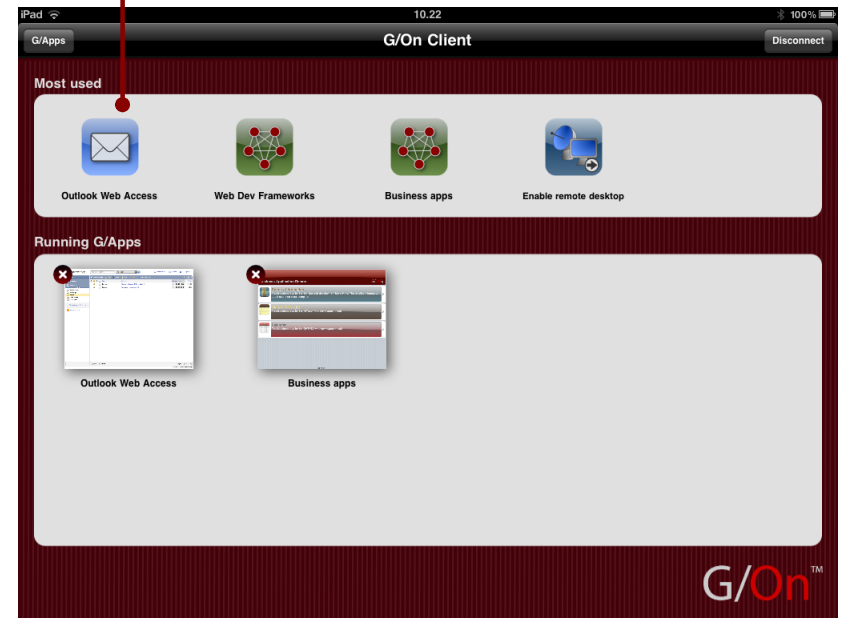 iPad 10.22 100%
G/Apps G/On Client Disconnect
Most used
Outlook Web Access Web Dev Frameworks Business apps Enable remote desktop
Running G/Apps
Outlook Web Access Business apps
G/On™